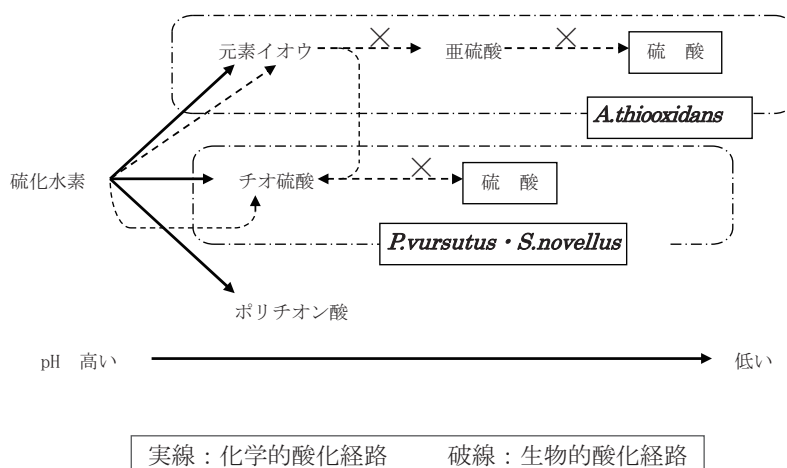 元素イオウ 亜硫酸 硫 酸
A.thiooxidans
硫化水素 チオ硫酸 硫 酸
P.vursutus・S.novellus
ポリチオン酸
pH 高い 低い
実線：化学的酸化経路 破線：生物的酸化経路